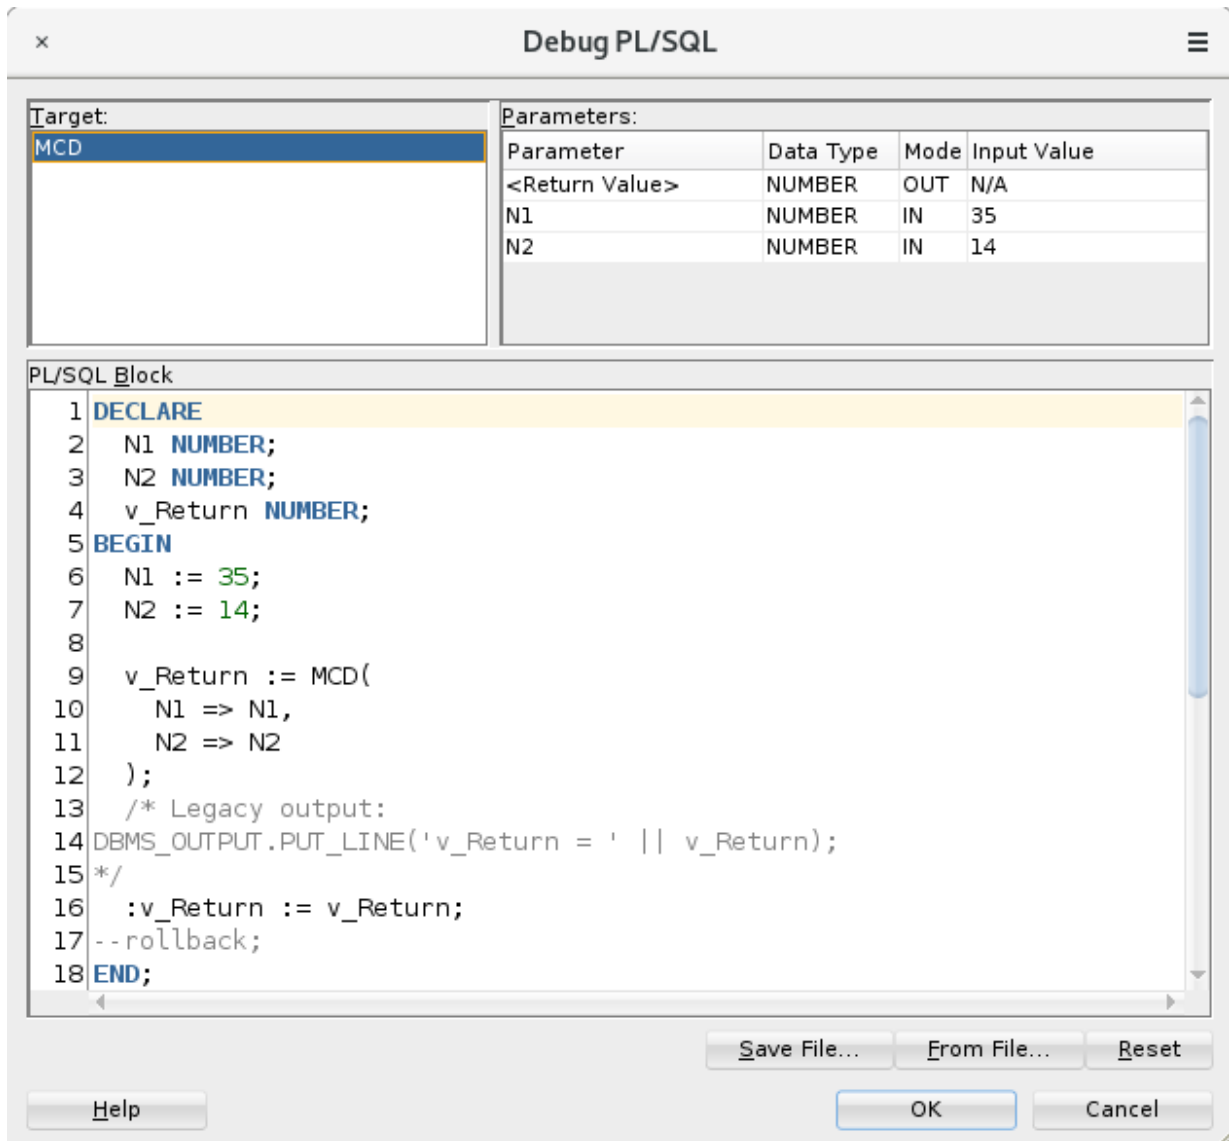 × Debug PL/SQL ☰
Target:
MCD
Parameters:
Parameter Data Type Mode Input Value
<Return Value> NUMBER OUT N/A
N1 NUMBER IN 35
N2 NUMBER IN 14
PL/SQL Block
1 DECLARE
2   N1 NUMBER;
3   N2 NUMBER;
4   v_Return NUMBER;
5 BEGIN
6   N1 := 35;
7   N2 := 14;
8
9   v_Return := MCD(
10     N1 => N1,
11     N2 => N2
12   );
13   /* Legacy output:
14 DBMS_OUTPUT.PUT_LINE('v_Return = ' || v_Return);
15 */
16   :v_Return := v_Return;
17 --rollback;
18 END;
Save File... From File... Reset
Help OK Cancel